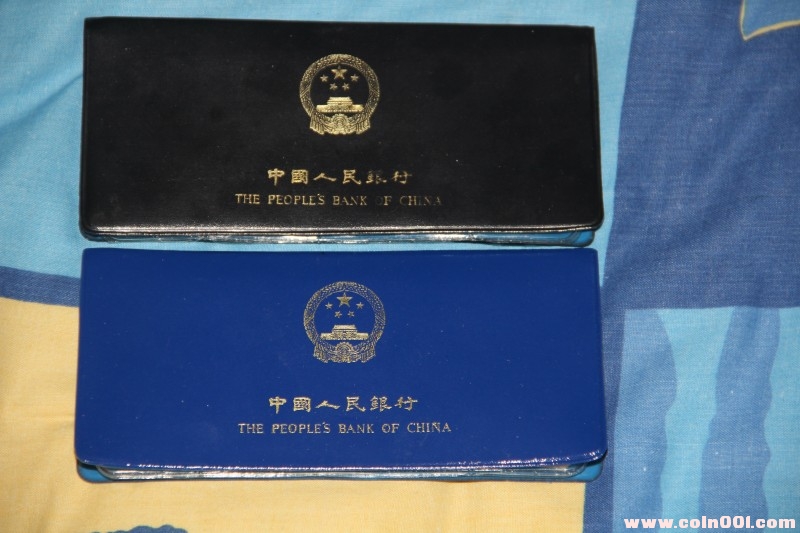 中國人民銀行
THE PEOPLE'S BANK OF CHINA
中國人民銀行
THE PEOPLE'S BANK OF CHINA
www.coin001.com